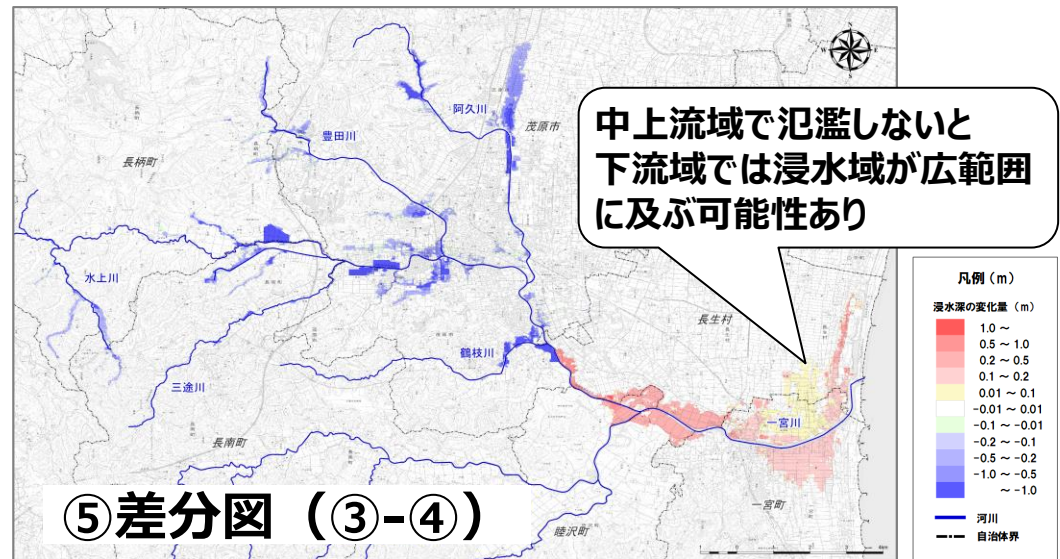 N
W
E
S
阿久川
茂原市
豊田川
長柄町
中上流域で氾濫しないと
下流域では浸水域が広範囲
に及ぶ可能性あり
水上川
長生村
鶴枝川
三途川
一宮川
長南町
一宮町
睦沢町
⑤差分図（③-④）
凡例（m）
浸水深の変化量（m）
1.0 ～
0.5 ～ 1.0
0.2 ～ 0.5
0.1 ～ 0.2
0.01 ～ 0.1
-0.01 ～ 0.01
-0.1 ～ -0.01
-0.2 ～ -0.1
-0.5 ～ -0.2
-1.0 ～ -0.5
～ -1.0
河川
自治体界